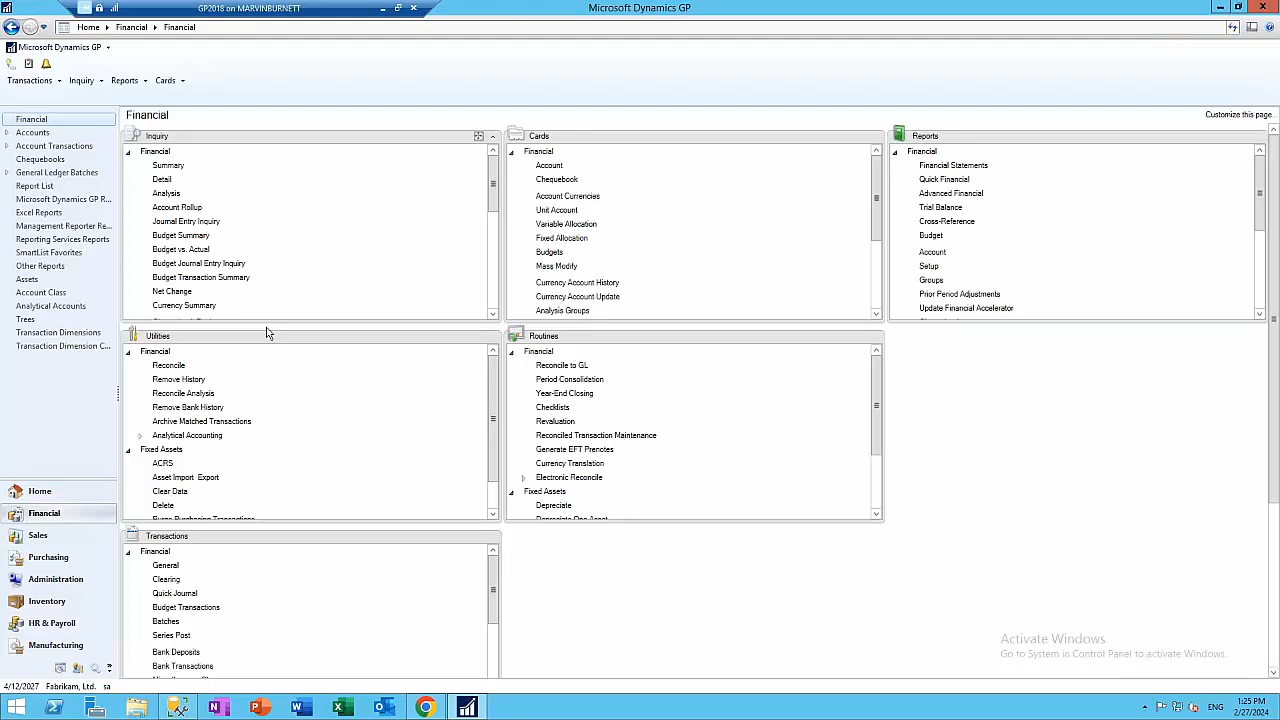 GP2018 on MARVINBURNETT
Microsoft Dynamics GP
Home
Financial
Financial
Microsoft Dynamics GP
Transactions
Inquiry
Reports
Cards
Financial
Accounts
Account Transactions
Chequebooks
General Ledger Batches
Report List
Microsoft Dynamics GP R...
Excel Reports
Management Reporter Re...
Reporting Services Reports
SmartList Favorites
Other Reports
Assets
Account Class
Analytical Accounts
Trees
Transaction Dimensions
Transaction Dimension C...
Home
Financial
Sales
Purchasing
Administration
Inventory
HR & Payroll
Manufacturing
Financial
Customize this page...
Inquiry
Financial
Summary
Detail
Analysis
Account Rollup
Journal Entry Inquiry
Budget Summary
Budget vs. Actual
Budget Journal Entry Inquiry
Budget Transaction Summary
Net Change
Currency Summary
Cards
Financial
Account
Chequebook
Account Currencies
Unit Account
Variable Allocation
Fixed Allocation
Budgets
Mass Modify
Currency Account History
Currency Account Update
Analysis Groups
Reports
Financial
Financial Statements
Quick Financial
Advanced Financial
Trial Balance
Cross-Reference
Budget
Account
Setup
Groups
Prior Period Adjustments
Update Financial Accelerator
Utilities
Financial
Reconcile
Remove History
Reconcile Analysis
Remove Bank History
Archive Matched Transactions
Analytical Accounting
Fixed Assets
ACRS
Asset Import Export
Clear Data
Delete
Purge Purchasing Transactions
Routines
Financial
Reconcile to GL
Period Consolidation
Year-End Closing
Checklists
Revaluation
Reconciled Transaction Maintenance
Generate EFT Prenotes
Currency Translation
Electronic Reconcile
Fixed Assets
Depreciate
Depreciate One Asset
Transactions
Financial
General
Clearing
Quick Journal
Budget Transactions
Batches
Series Post
Bank Deposits
Bank Transactions
Activate Windows
Go to System in Control Panel to activate Windows.
4/12/2027 Fabrikam, Ltd. sa
ENG
1:25 PM
2/27/2024